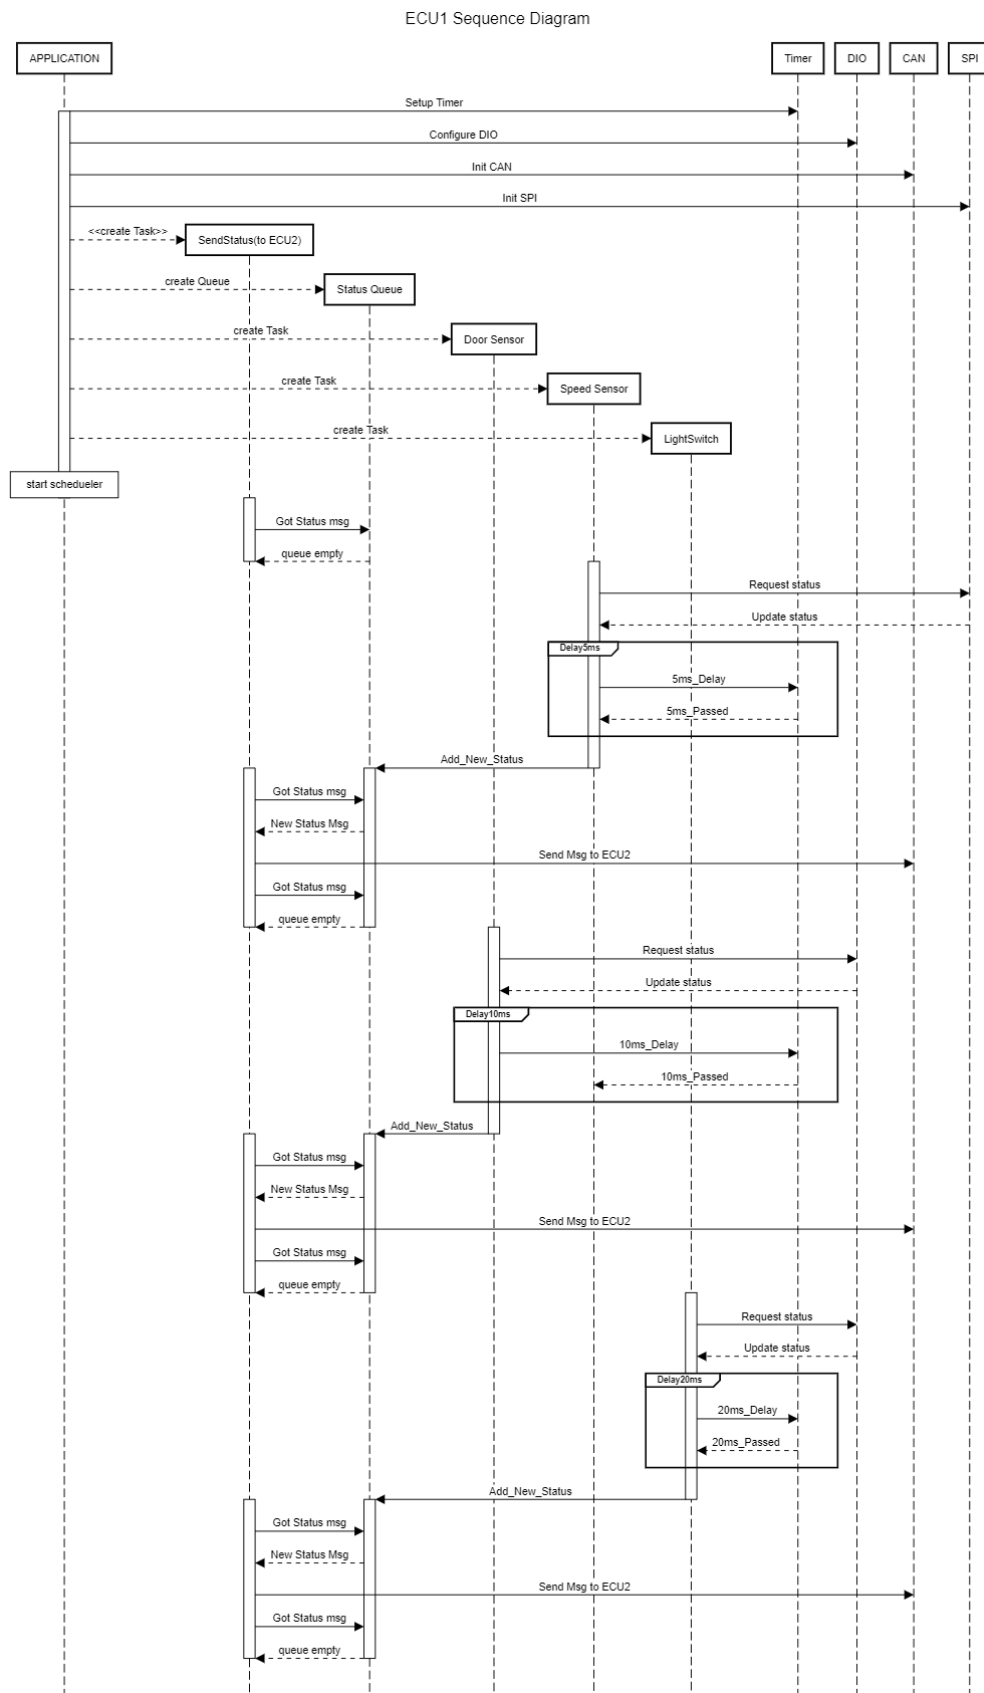 ECU1 Sequence Diagram
APPLICATION
Timer
DIO
CAN
SPI
Setup Timer
Configure DIO
Init CAN
Init SPI
<<create Task>>
SendStatus(to ECU2)
create Queue
Status Queue
create Task
Door Sensor
create Task
Speed Sensor
create Task
LightSwitch
start schedueler
Got Status msg
queue empty
Request status
Update status
Delay5ms
5ms_Delay
5ms_Passed
Add_New_Status
Got Status msg
New Status Msg
Send Msg to ECU2
Got Status msg
queue empty
Request status
Update status
Delay10ms
10ms_Delay
10ms_Passed
Add_New_Status
Got Status msg
New Status Msg
Send Msg to ECU2
Got Status msg
queue empty
Request status
Update status
Delay20ms
20ms_Delay
20ms_Passed
Add_New_Status
Got Status msg
New Status Msg
Send Msg to ECU2
Got Status msg
queue empty